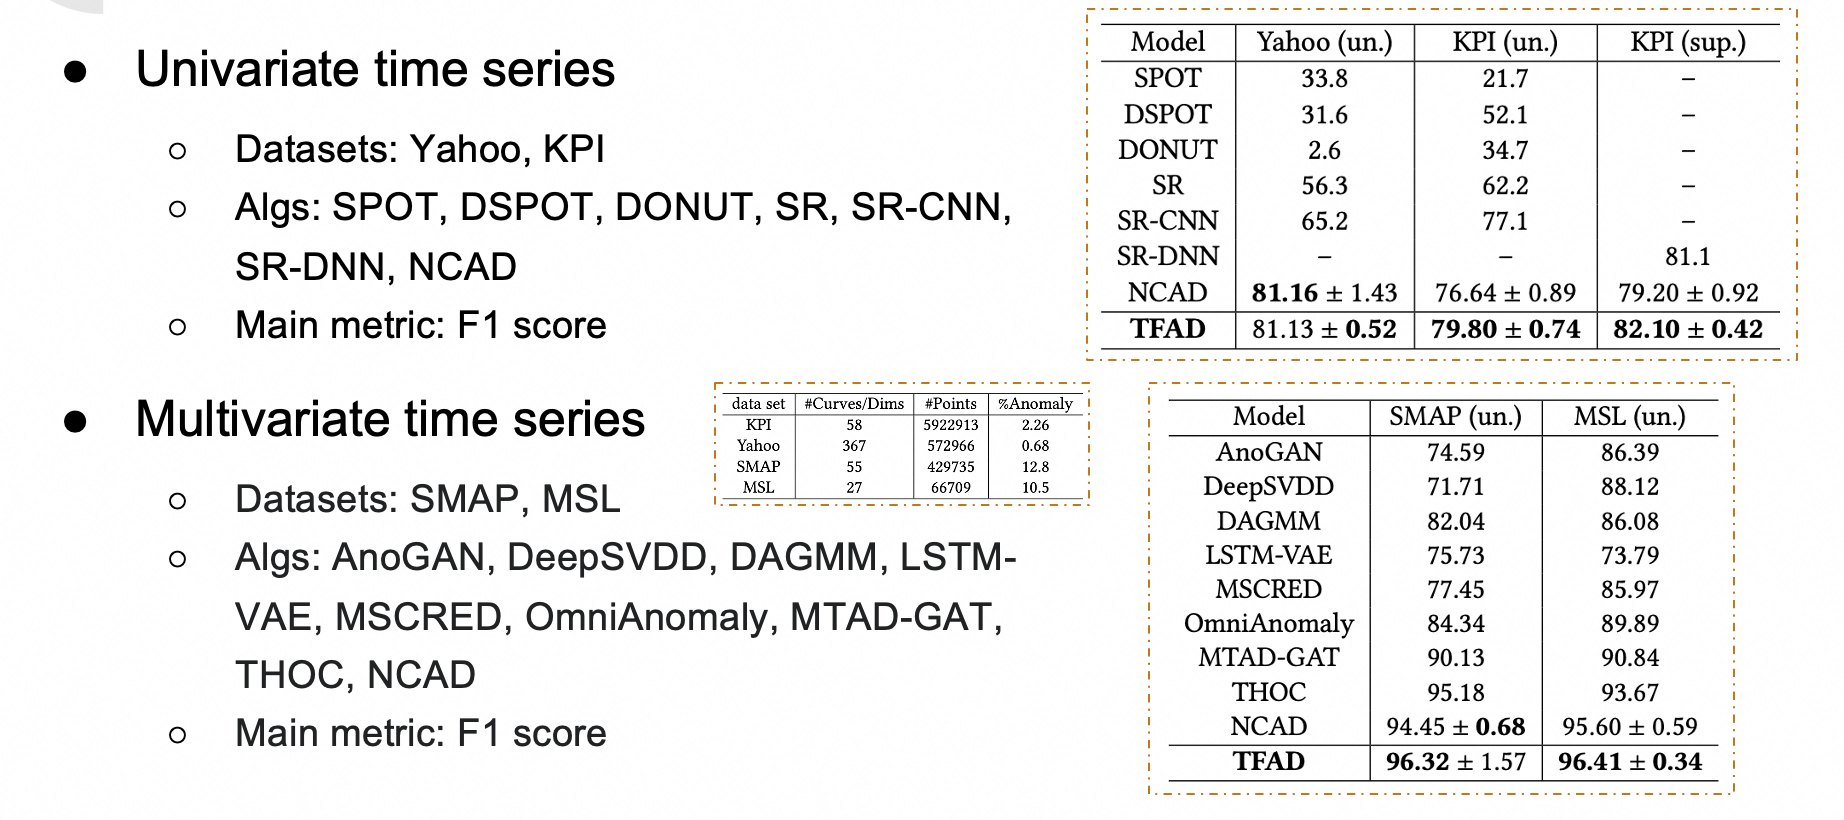 ● Univariate time series
○ Datasets: Yahoo, KPI
○ Algs: SPOT, DSPOT, DONUT, SR, SR-CNN,
SR-DNN, NCAD
○ Main metric: F1 score
Model Yahoo (un.) KPI (un.) KPI (sup.)
SPOT 33.8 21.7 –
DSPOT 31.6 52.1 –
DONUT 2.6 34.7 –
SR 56.3 62.2 –
SR-CNN 65.2 77.1 –
SR-DNN – – 81.1
NCAD 81.16 ± 1.43 76.64 ± 0.89 79.20 ± 0.92
TFAD 81.13 ± 0.52 79.80 ± 0.74 82.10 ± 0.42
● Multivariate time series
○ Datasets: SMAP, MSL
○ Algs: AnoGAN, DeepSVDD, DAGMM, LSTM-
VAE, MSCRED, OmniAnomaly, MTAD-GAT,
THOC, NCAD
○ Main metric: F1 score
data set #Curves/Dims #Points %Anomaly
KPI 58 5922913 2.26
Yahoo 367 572966 0.68
SMAP 55 429735 12.8
MSL 27 66709 10.5
Model SMAP (un.) MSL (un.)
AnoGAN 74.59 86.39
DeepSVDD 71.71 88.12
DAGMM 82.04 86.08
LSTM-VAE 75.73 73.79
MSCRED 77.45 85.97
OmniAnomaly 84.34 89.89
MTAD-GAT 90.13 90.84
THOC 95.18 93.67
NCAD 94.45 ± 0.68 95.60 ± 0.59
TFAD 96.32 ± 1.57 96.41 ± 0.34